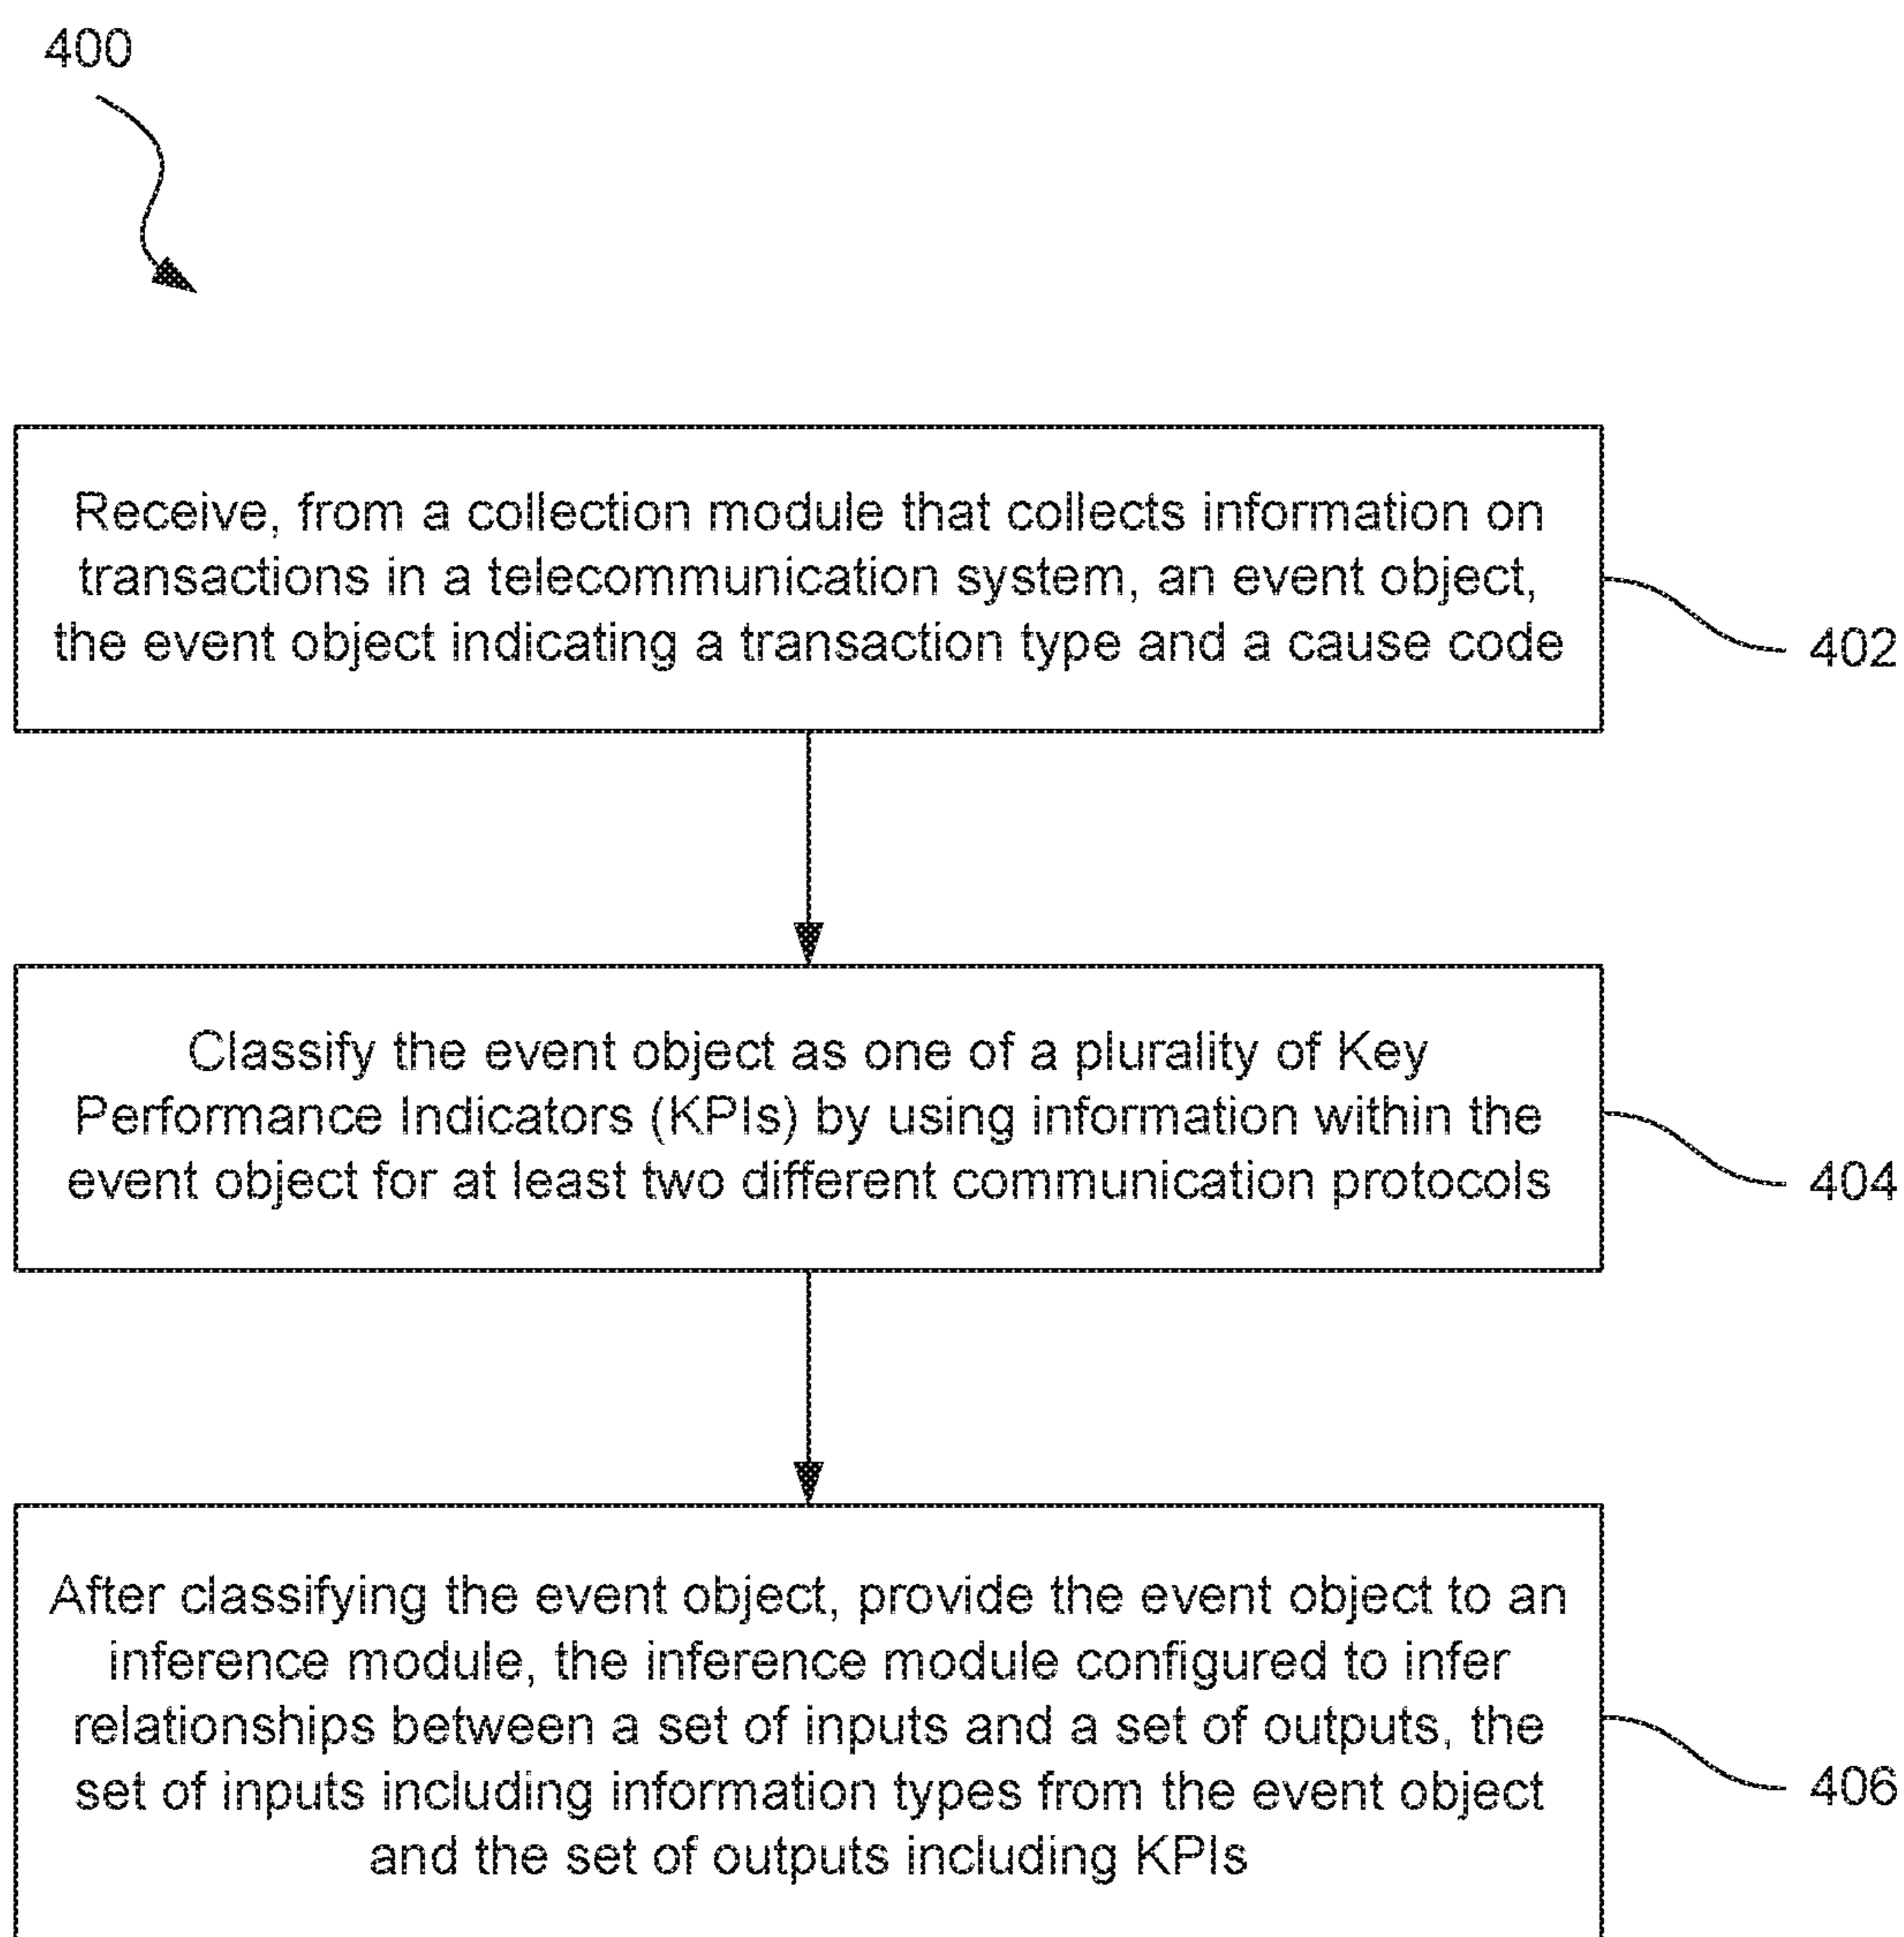 400
Receive, from a collection module that collects information on
transactions in a telecommunication system, an event object,
the event object indicating a transaction type and a cause code
402
Classify the event object as one of a plurality of Key
Performance Indicators (KPIs) by using information within the
event object for at least two different communication protocols
404
After classifying the event object, provide the event object to an
inference module, the inference module configured to infer
relationships between a set of inputs and a set of outputs, the
set of inputs including information types from the event object
and the set of outputs including KPIs
406